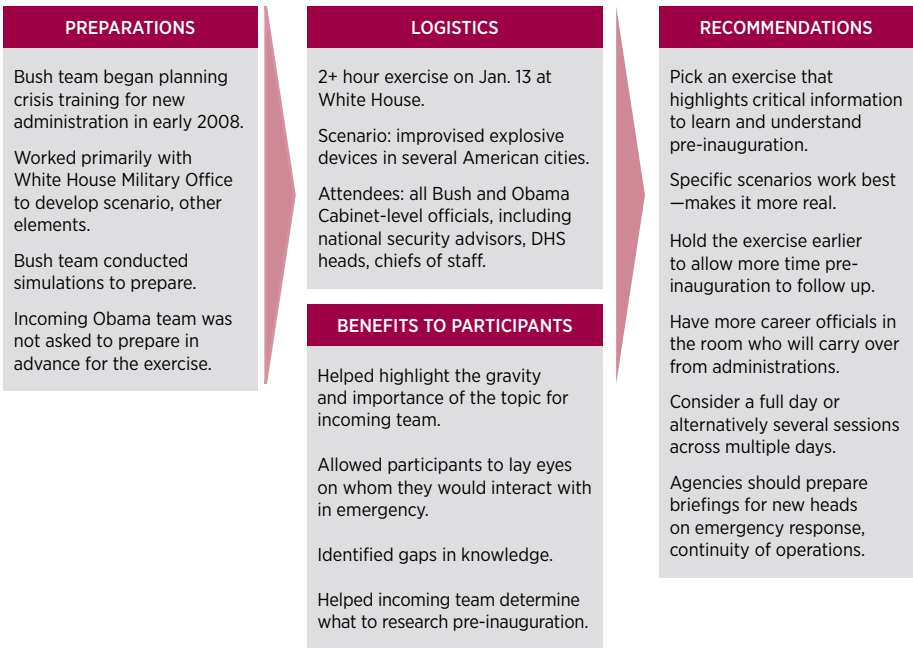 PREPARATIONS
Bush team began planning
crisis training for new
administration in early 2008.
Worked primarily with
White House Military Office
to develop scenario, other
elements.
Bush team conducted
simulations to prepare.
Incoming Obama team was
not asked to prepare in
advance for the exercise.
LOGISTICS
2+ hour exercise on Jan. 13 at
White House.
Scenario: improvised explosive
devices in several American cities.
Attendees: all Bush and Obama
Cabinet-level officials, including
national security advisors, DHS
heads, chiefs of staff.
BENEFITS TO PARTICIPANTS
Helped highlight the gravity
and importance of the topic for
incoming team.
Allowed participants to lay eyes
on whom they would interact with
in emergency.
Identified gaps in knowledge.
Helped incoming team determine
what to research pre-inauguration.
RECOMMENDATIONS
Pick an exercise that
highlights critical information
to learn and understand
pre-inauguration.
Specific scenarios work best
—makes it more real.
Hold the exercise earlier
to allow more time pre-
inauguration to follow up.
Have more career officials in
the room who will carry over
from administrations.
Consider a full day or
alternatively several sessions
across multiple days.
Agencies should prepare
briefings for new heads
on emergency response,
continuity of operations.